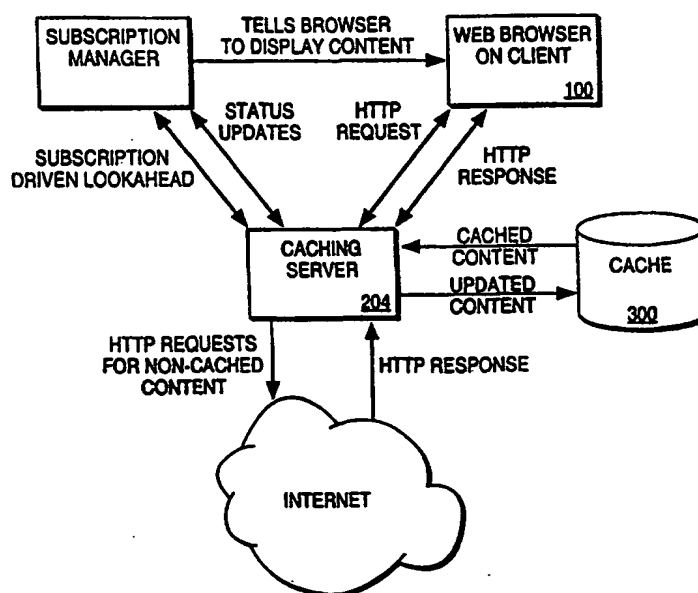 SUBSCRIPTION
MANAGER
TELLS BROWSER
TO DISPLAY CONTENT
WEB BROWSER
ON CLIENT
100
STATUS
UPDATES
HTTP
REQUEST
SUBSCRIPTION
DRIVEN LOOKAHEAD
HTTP
RESPONSE
CACHING
SERVER
204
CACHED
CONTENT
UPDATED
CONTENT
CACHE
300
HTTP REQUESTS
FOR NON-CACHED
CONTENT
HTTP RESPONSE
INTERNET